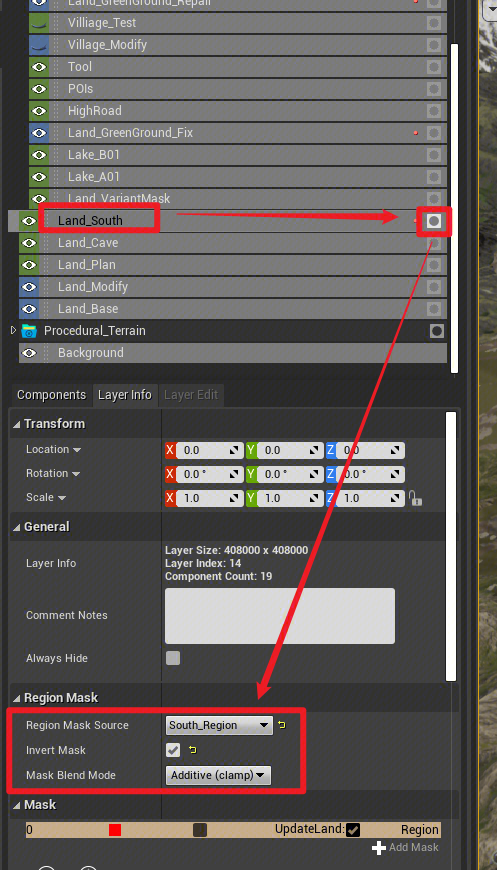 Land_GreenGround_Repair
Villiage_Test
Village_Modify
Tool
POIs
HighRoad
Land_GreenGround_Fix
Lake_B01
Lake_A01
Land_VariantMask
Land_South
Land_Cave
Land_Plan
Land_Modify
Land_Base
Procedural_Terrain
Background
Components Layer Info Layer Edit
Transform
Location X 0.0 Y 0.0 Z 0.0
Rotation X 0.0 ° Y 0.0 ° Z 0.0 °
Scale X 1.0 Y 1.0 Z 1.0
General
Layer Info
Layer Size: 408000 x 408000
Layer Index: 14
Component Count: 19
Comment Notes
Always Hide
Region Mask
Region Mask Source South_Region
Invert Mask
Mask Blend Mode Additive (clamp)
Mask
0 UpdateLand: Region
Add Mask